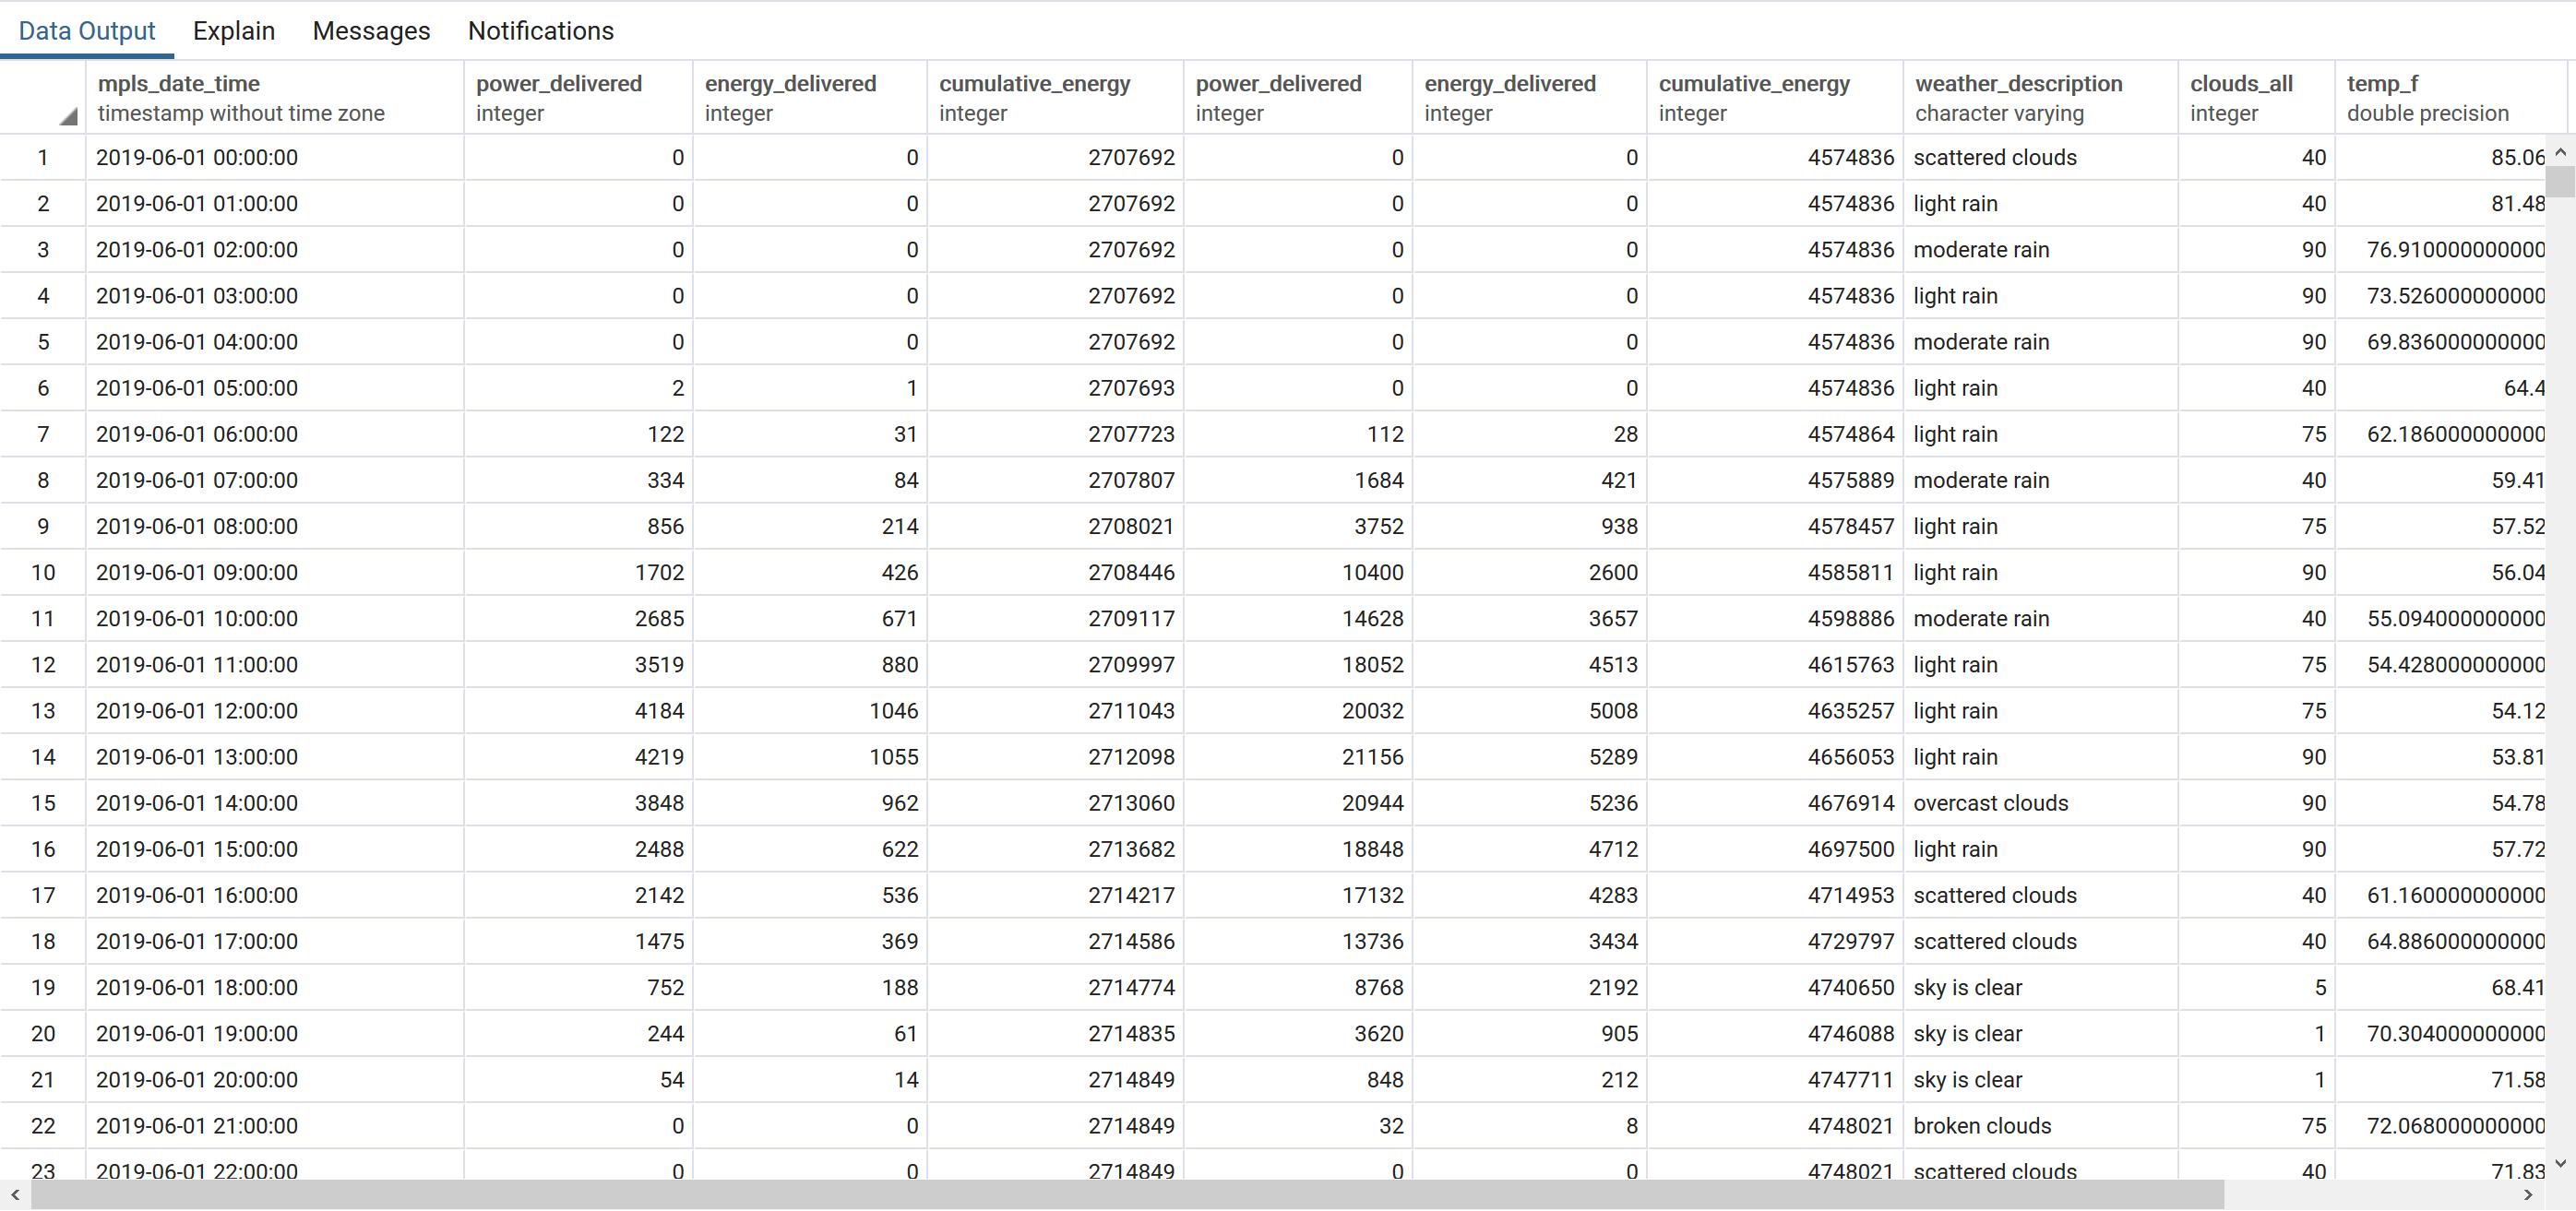 Data Output Explain Messages Notifications
mpls_date_time power_delivered energy_delivered cumulative_energy power_delivered energy_delivered cumulative_energy weather_description clouds_all temp_f
timestamp without time zone integer integer integer integer integer integer character varying integer double precision
1 2019-06-01 00:00:00 0 0 2707692 0 0 4574836 scattered clouds 40 85.06
2 2019-06-01 01:00:00 0 0 2707692 0 0 4574836 light rain 40 81.48
3 2019-06-01 02:00:00 0 0 2707692 0 0 4574836 moderate rain 90 76.910000000000
4 2019-06-01 03:00:00 0 0 2707692 0 0 4574836 light rain 90 73.526000000000
5 2019-06-01 04:00:00 0 0 2707692 0 0 4574836 moderate rain 90 69.836000000000
6 2019-06-01 05:00:00 2 1 2707693 0 0 4574836 light rain 40 64.4
7 2019-06-01 06:00:00 122 31 2707723 112 28 4574864 light rain 75 62.186000000000
8 2019-06-01 07:00:00 334 84 2707807 1684 421 4575889 moderate rain 40 59.41
9 2019-06-01 08:00:00 856 214 2708021 3752 938 4578457 light rain 75 57.52
10 2019-06-01 09:00:00 1702 426 2708446 10400 2600 4585811 light rain 90 56.04
11 2019-06-01 10:00:00 2685 671 2709117 14628 3657 4598886 moderate rain 40 55.094000000000
12 2019-06-01 11:00:00 3519 880 2709997 18052 4513 4615763 light rain 75 54.428000000000
13 2019-06-01 12:00:00 4184 1046 2711043 20032 5008 4635257 light rain 75 54.12
14 2019-06-01 13:00:00 4219 1055 2712098 21156 5289 4656053 light rain 90 53.81
15 2019-06-01 14:00:00 3848 962 2713060 20944 5236 4676914 overcast clouds 90 54.78
16 2019-06-01 15:00:00 2488 622 2713682 18848 4712 4697500 light rain 90 57.72
17 2019-06-01 16:00:00 2142 536 2714217 17132 4283 4714953 scattered clouds 40 61.160000000000
18 2019-06-01 17:00:00 1475 369 2714586 13736 3434 4729797 scattered clouds 40 64.886000000000
19 2019-06-01 18:00:00 752 188 2714774 8768 2192 4740650 sky is clear 5 68.41
20 2019-06-01 19:00:00 244 61 2714835 3620 905 4746088 sky is clear 1 70.304000000000
21 2019-06-01 20:00:00 54 14 2714849 848 212 4747711 sky is clear 1 71.58
22 2019-06-01 21:00:00 0 0 2714849 32 8 4748021 broken clouds 75 72.068000000000
23 2019-06-01 22:00:00 0 0 2714849 0 0 4748021 scattered clouds 40 71.83